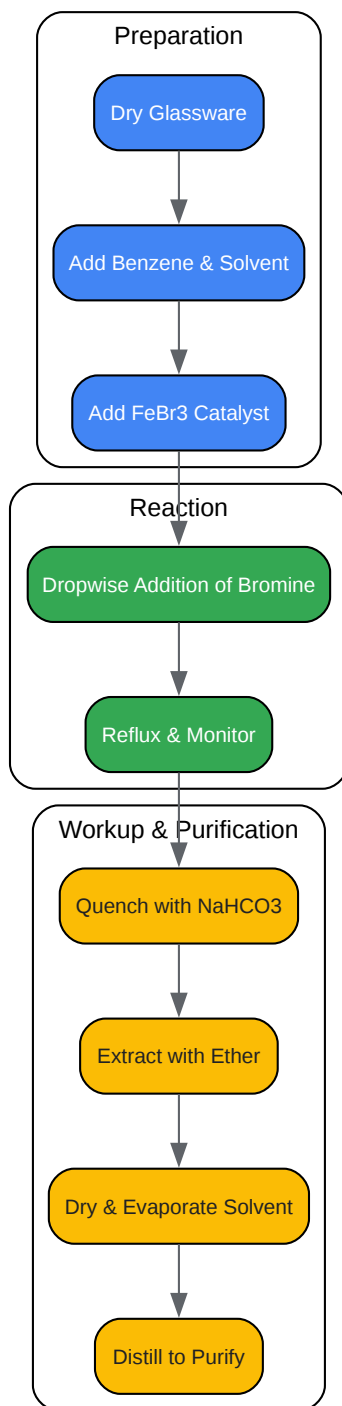 Preparation
Dry Glassware
Add Benzene & Solvent
Add FeBr3 Catalyst
Reaction
Dropwise Addition of Bromine
Reflux & Monitor
Workup & Purification
Quench with NaHCO3
Extract with Ether
Dry & Evaporate Solvent
Distill to Purify